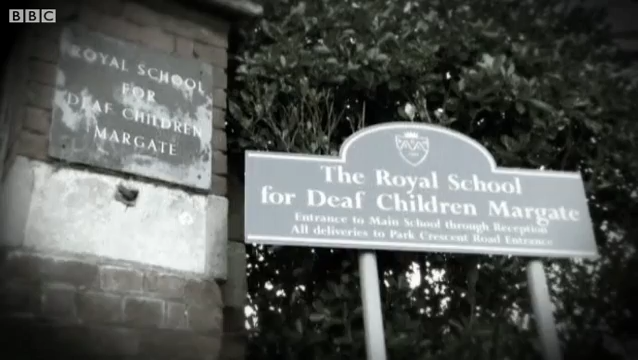 BBC
ROYAL SCHOOL
FOR
DEAF CHILDREN
MARGATE
The Royal School
for Deaf Children Margate
Entrance to Main School through Reception
All deliveries to Park Crescent Road Entrance